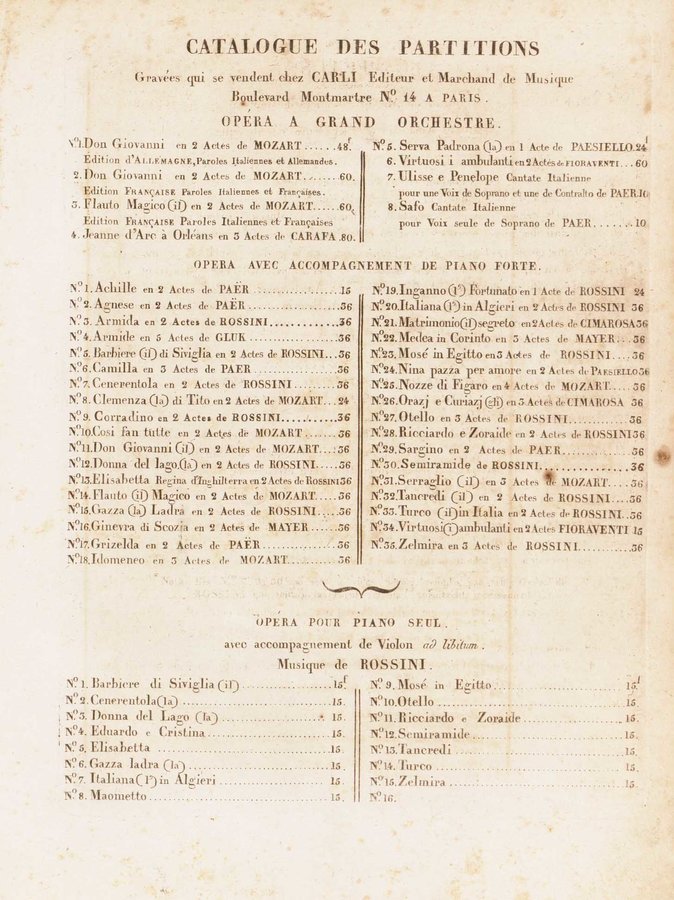 CATALOGUE DES PARTITIONS
Gravées qui se vendent chez CARLI Editeur et Marchand de Musique
Boulevard Montmartre No. 14 A PARIS.
OPÉRA A GRAND ORCHESTRE.
No. 1. Don Giovanni en 2 Actes de MOZART......48f
Edition d'ALLEMAGNE, Paroles Italiennes et Allemandes.
2. Don Giovanni en 2 Actes de MOZART........60.
Edition FRANÇAISE Paroles Italiennes et Françaises.
3. Flauto Magico (il) en 2 Actes de MOZART.....60.
Edition FRANÇAISE Paroles Italiennes et Françaises
4. Jeanne d'Arc à Orléans en 3 Actes de CARAFA.80.
No. 5. Serva Padrona (la) en 1 Acte de PAESIELLO.24f
6. Virtuosi i ambulanti en 2 Actes de FIORAVENTI...60
7. Ulisse e Penelope Cantate Italienne
pour une Voix de Soprano et une de Contralto de PAER.10
8. Safo Cantate Italienne
pour Voix seule de Soprano de PAER........10
OPERA AVEC ACCOMPAGNEMENT DE PIANO FORTE.
No. 1. Achille en 2 Actes de PAËR..................15
No. 2. Agnese en 2 Actes de PAËR..................36
No. 3. Armida en 2 Actes de ROSSINI............36
No. 4. Armide en 5 Actes de GLUK................36
No. 5. Barbiere (il) di Siviglia en 2 Actes de ROSSINI...36
No. 6. Camilla en 3 Actes de PAER................36
No. 7. Cenerentola en 2 Actes de ROSSINI.........36
No. 8. Clemenza (la) di Tito en 2 Actes de MOZART...24
No. 9. Corradino en 2 Actes de ROSSINI..........36
No. 10. Cosi fan tutte en 2 Actes de MOZART.......36
No. 11. Don Giovanni (il) en 2 Actes de MOZART....36
No. 12. Donna del lago (la) en 2 Actes de ROSSINI....36
No. 13. Elisabetta Regina d'Inghilterra en 2 Actes de ROSSINI 36
No. 14. Flauto (il) Magico en 2 Actes de MOZART.....36
No. 15. Gazza (la) Ladra en 2 Actes de ROSSINI......36
No. 16. Ginevra di Scozia en 2 Actes de MAYER.....36
No. 17. Grizelda en 2 Actes de PAËR...............36
No. 18. Idomeneo en 3 Actes de MOZART..........36
No. 19. Inganno (l') Fortunato en 1 Acte de ROSSINI 24
No. 20. Italiana (l') in Algieri en 2 Actes de ROSSINI 36
No. 21. Matrimonio (il) segreto en 2 Actes de CIMAROSA 36
No. 22. Medea in Corinto en 3 Actes de MAYER....36
No. 23. Mosé in Egitto en 3 Actes de ROSSINI.....36
No. 24. Nina pazza per amore en 2 Actes de PAESIELLO 36
No. 25. Nozze di Figaro en 4 Actes de MOZART.....36
No. 26. Orazj e Curiazj (gli) en 3 Actes de CIMAROSA 36
No. 27. Otello en 3 Actes de ROSSINI..............36
No. 28. Ricciardo e Zoraide en 2 Actes de ROSSINI 36
No. 29. Sargino en 2 Actes de PAER................36
No. 30. Semiramide de ROSSINI....................36
No. 31. Serraglio (il) en 3 Actes de MOZART......36
No. 32. Tancredi (il) en 2 Actes de ROSSINI......36
No. 33. Turco (il) in Italia en 2 Actes de ROSSINI..36
No. 34. Virtuosi (i) ambulanti en 2 Actes FIORAVENTI 15
No. 35. Zelmira en 3 Actes de ROSSINI...........36
OPÉRA POUR PIANO SEUL.
avec accompagnement de Violon ad libitum.
Musique de ROSSINI.
No. 1. Barbiere di Siviglia (il)..................15f
No. 2. Cenerentola (la)..........................15.
No. 3. Donna del Lago (la)......................15.
No. 4. Eduardo e Cristina.......................15.
No. 5. Elisabetta................................15.
No. 6. Gazza ladra (la).........................15.
No. 7. Italiana (l') in Algieri..................15.
No. 8. Maometto.................................15.
No. 9. Mosé in Egitto...........................15f
No. 10. Otello...................................15.
No. 11. Ricciardo e Zoraide.....................15.
No. 12. Semiramide..............................15.
No. 13. Tancredi................................15.
No. 14. Turco...................................15.
No. 15. Zelmira.................................15.
No. 16.